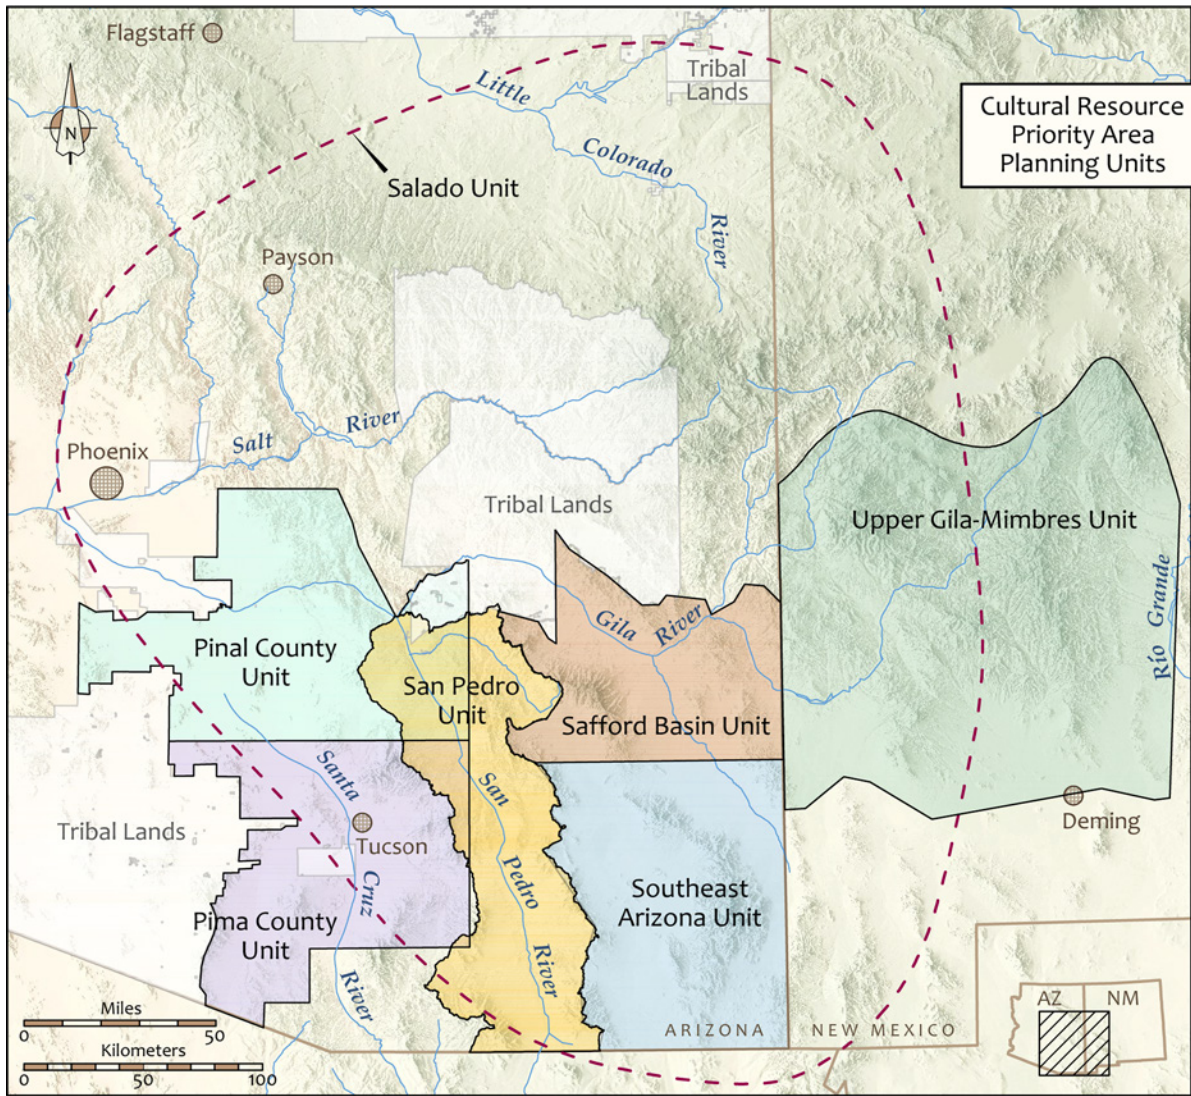 Flagstaff
N
Little
Colorado
River
Tribal
Lands
Cultural Resource
Priority Area
Planning Units
Salado Unit
Payson
Phoenix
Salt
River
Tribal Lands
Upper Gila-Mimbres Unit
Río Grande
Gila
River
Pinal County
Unit
San Pedro
Unit
Safford Basin Unit
Santa
Cruz
River
San
Pedro
River
Tribal Lands
Tucson
Deming
Pima County
Unit
Southeast
Arizona Unit
Miles
0 50
Kilometers
0 50 100
ARIZONA
NEW MEXICO
AZ
NM